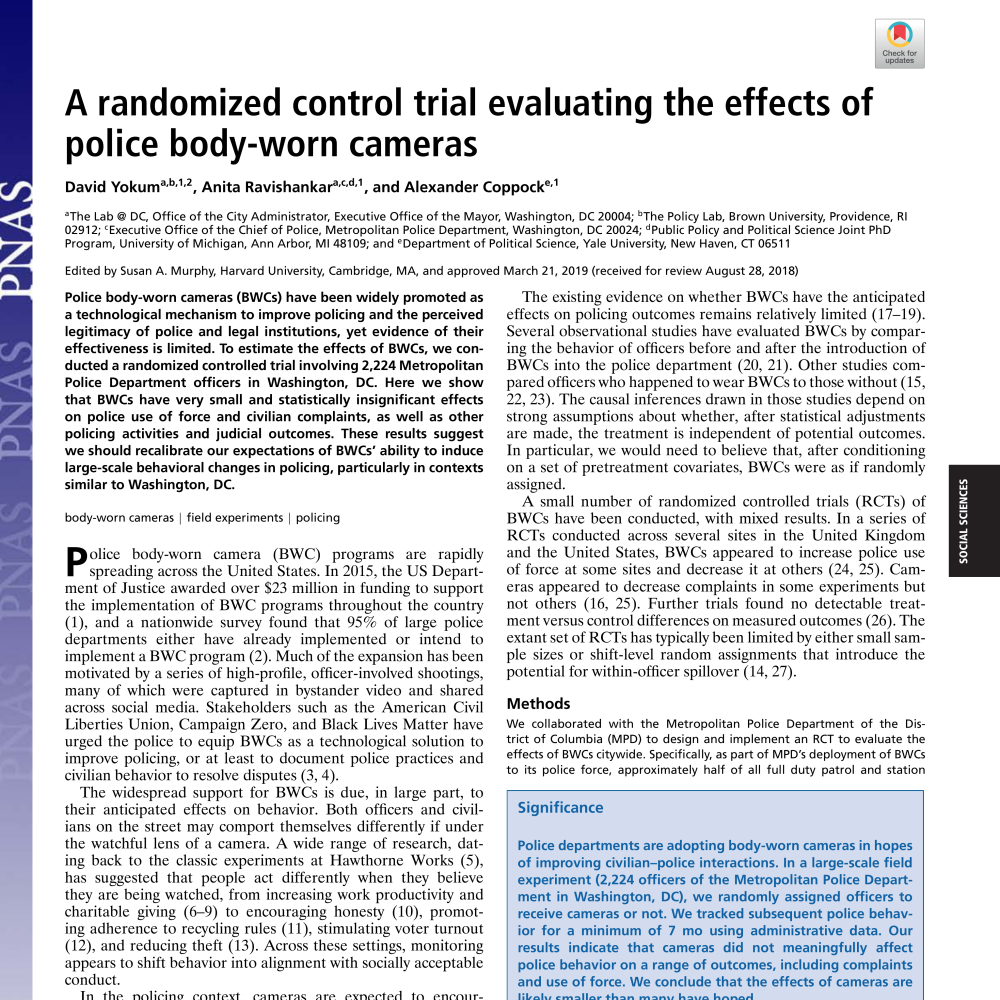 Check for
updates
A randomized control trial evaluating the effects of
police body-worn cameras
David Yokuma,b,1,2, Anita Ravishankara,c,d,1, and Alexander Coppocke,1
aThe Lab @ DC, Office of the City Administrator, Executive Office of the Mayor, Washington, DC 20004; bThe Policy Lab, Brown University, Providence, RI
02912; cExecutive Office of the Chief of Police, Metropolitan Police Department, Washington, DC 20024; dPublic Policy and Political Science Joint PhD
Program, University of Michigan, Ann Arbor, MI 48109; and eDepartment of Political Science, Yale University, New Haven, CT 06511
Edited by Susan A. Murphy, Harvard University, Cambridge, MA, and approved March 21, 2019 (received for review August 28, 2018)
Police body-worn cameras (BWCs) have been widely promoted as
a technological mechanism to improve policing and the perceived
legitimacy of police and legal institutions, yet evidence of their
effectiveness is limited. To estimate the effects of BWCs, we con-
ducted a randomized controlled trial involving 2,224 Metropolitan
Police Department officers in Washington, DC. Here we show
that BWCs have very small and statistically insignificant effects
on police use of force and civilian complaints, as well as other
policing activities and judicial outcomes. These results suggest
we should recalibrate our expectations of BWCs' ability to induce
large-scale behavioral changes in policing, particularly in contexts
similar to Washington, DC.
body-worn cameras | field experiments | policing
Police body-worn camera (BWC) programs are rapidly
spreading across the United States. In 2015, the US Depart-
ment of Justice awarded over $23 million in funding to support
the implementation of BWC programs throughout the country
(1), and a nationwide survey found that 95% of large police
departments either have already implemented or intend to
implement a BWC program (2). Much of the expansion has been
motivated by a series of high-profile, officer-involved shootings,
many of which were captured in bystander video and shared
across social media. Stakeholders such as the American Civil
Liberties Union, Campaign Zero, and Black Lives Matter have
urged the police to equip BWCs as a technological solution to
improve policing, or at least to document police practices and
civilian behavior to resolve disputes (3, 4).
The widespread support for BWCs is due, in large part, to
their anticipated effects on behavior. Both officers and civil-
ians on the street may comport themselves differently if under
the watchful lens of a camera. A wide range of research, dat-
ing back to the classic experiments at Hawthorne Works (5),
has suggested that people act differently when they believe
they are being watched, from increasing work productivity and
charitable giving (6–9) to encouraging honesty (10), promot-
ing adherence to recycling rules (11), stimulating voter turnout
(12), and reducing theft (13). Across these settings, monitoring
appears to shift behavior into alignment with socially acceptable
conduct.
In the policing context, cameras are expected to encour-
The existing evidence on whether BWCs have the anticipated
effects on policing outcomes remains relatively limited (17–19).
Several observational studies have evaluated BWCs by compar-
ing the behavior of officers before and after the introduction of
BWCs into the police department (20, 21). Other studies com-
pared officers who happened to wear BWCs to those without (15,
22, 23). The causal inferences drawn in those studies depend on
strong assumptions about whether, after statistical adjustments
are made, the treatment is independent of potential outcomes.
In particular, we would need to believe that, after conditioning
on a set of pretreatment covariates, BWCs were as if randomly
assigned.
A small number of randomized controlled trials (RCTs) of
BWCs have been conducted, with mixed results. In a series of
RCTs conducted across several sites in the United Kingdom
and the United States, BWCs appeared to increase police use
of force at some sites and decrease it at others (24, 25). Cam-
eras appeared to decrease complaints in some experiments but
not others (16, 25). Further trials found no detectable treat-
ment versus control differences on measured outcomes (26). The
extant set of RCTs has typically been limited by either small sam-
ple sizes or shift-level random assignments that introduce the
potential for within-officer spillover (14, 27).
Methods
We collaborated with the Metropolitan Police Department of the Dis-
trict of Columbia (MPD) to design and implement an RCT to evaluate the
effects of BWCs citywide. Specifically, as part of MPD's deployment of BWCs
to its police force, approximately half of all full duty patrol and station
Significance
Police departments are adopting body-worn cameras in hopes
of improving civilian–police interactions. In a large-scale field
experiment (2,224 officers of the Metropolitan Police Depart-
ment in Washington, DC), we randomly assigned officers to
receive cameras or not. We tracked subsequent police behav-
ior for a minimum of 7 mo using administrative data. Our
results indicate that cameras did not meaningfully affect
police behavior on a range of outcomes, including complaints
and use of force. We conclude that the effects of cameras are
likely smaller than many have hoped.
SOCIAL SCIENCES
PNAS
PNAS
PNAS
PNAS
PNAS